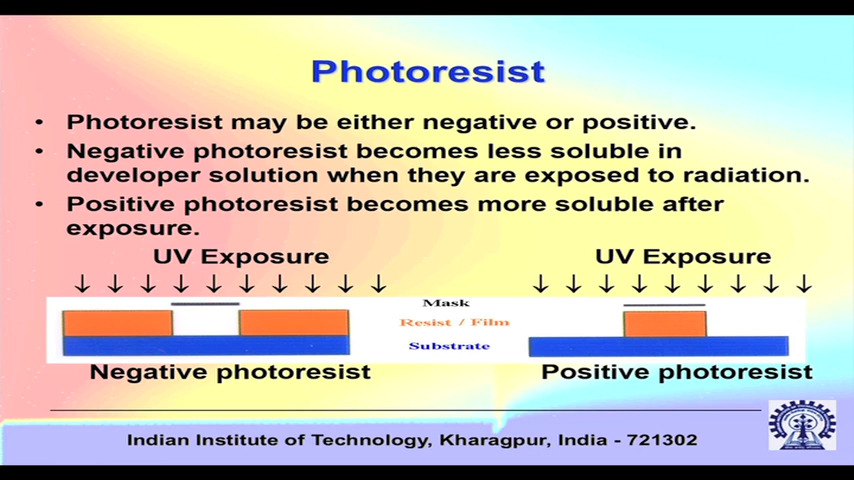 Photoresist
• Photoresist may be either negative or positive.
• Negative photoresist becomes less soluble in
developer solution when they are exposed to radiation.
• Positive photoresist becomes more soluble after
exposure.
UV Exposure
UV Exposure
Mask
Resist / Film
Substrate
Negative photoresist
Positive photoresist
Indian Institute of Technology, Kharagpur, India - 721302